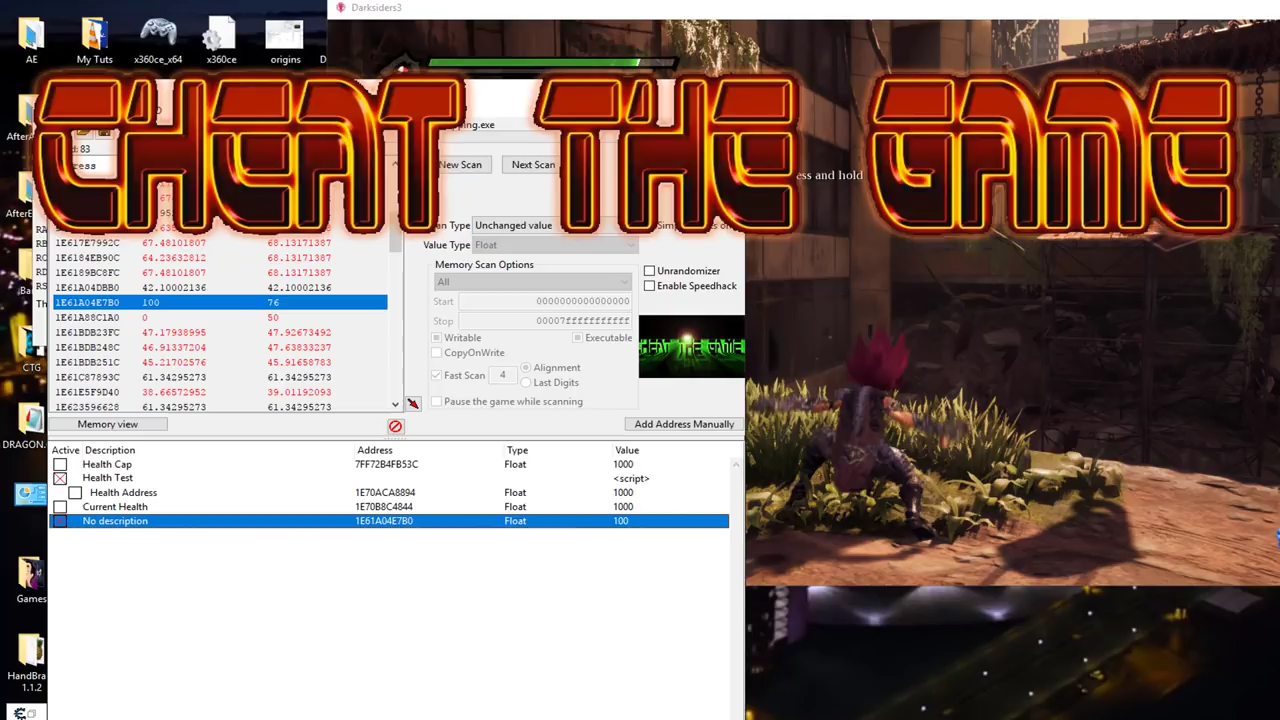 Darksiders3
AE
My Tuts
x360ce_x64
x360ce
origins
CHEAT THE GAME
New Scan
Next Scan
ess and hold
Unchanged value
1E617E7992C 67.48101807 68.13171387
Value Type Float
1E6184EB90C 64.23632812 68.13171387
Memory Scan Options
1E6189BC8FC 67.48101807 68.13171387
Unrandomizer
All
1E61A04DBB0 42.10002136 42.10002136
Enable Speedhack
1E61A04E7B0 100 76
Start 0000000000000000
1E61A88C1A0 0 50
Stop 00007fffffffffff
1E61BDB23FC 47.17938995 47.92673492
Writable
Executable
1E61BDB248C 46.91337204 47.63833237
CHEAT THE GAME
CopyOnWrite
1E61BDB251C 45.21702576 45.91658783
Alignment
1E61C87893C 61.34295273 61.34295273
Fast Scan 4
Last Digits
CTG
1E61E5F9D40 38.66572952 39.01192093
Pause the game while scanning
1E623596628 61.34295273 61.34295273
Memory view
Add Address Manually
DRAGON.
Active Description Address Type Value
Health Cap 7FF72B4FB53C Float 1000
Health Test <script>
Health Address 1E70ACA8894 Float 1000
Current Health 1E70B8C4844 Float 1000
No description 1E61A04E7B0 Float 100
Games
HandBra
1.1.2